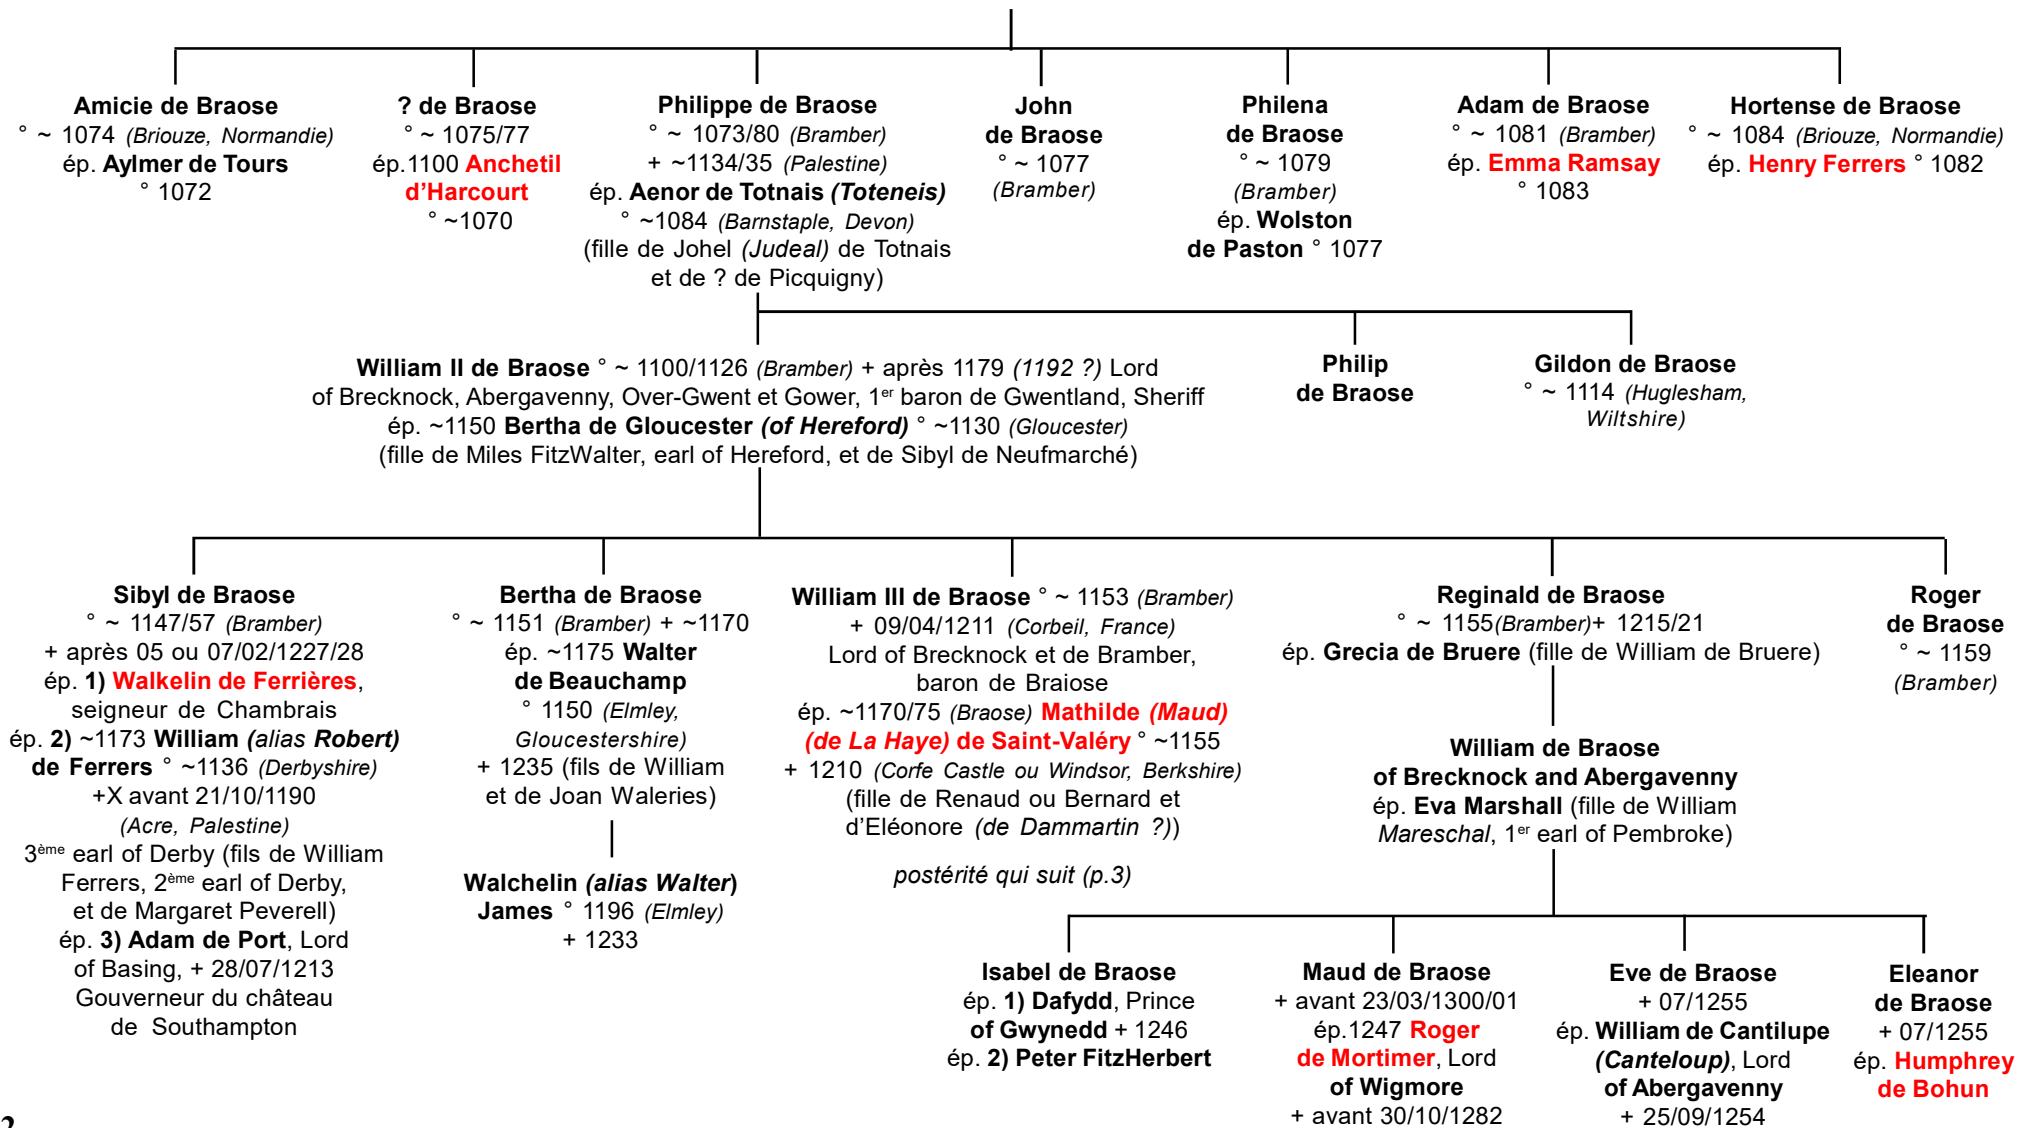 Amicie de Braose
° ~ 1074 (Briouze, Normandie)
ép. Aylmer de Tours
° 1072
? de Braose
° ~ 1075/77
ép.1100 Anchetil
d’Harcourt
° ~1070
Philippe de Braose
° ~ 1073/80 (Bramber)
+ ~1134/35 (Palestine)
ép. Aenor de Totnais (Toteneis)
° ~1084 (Barnstaple, Devon)
(fille de Johel (Judeal) de Totnais
et de ? de Picquigny)
John
de Braose
° ~ 1077
(Bramber)
Philena
de Braose
° ~ 1079
(Bramber)
ép. Wolston
de Paston ° 1077
Adam de Braose
° ~ 1081 (Bramber)
ép. Emma Ramsay
° 1083
Hortense de Braose
° ~ 1084 (Briouze, Normandie)
ép. Henry Ferrers ° 1082
William II de Braose ° ~ 1100/1126 (Bramber) + après 1179 (1192 ?) Lord
of Brecknock, Abergavenny, Over-Gwent et Gower, 1er baron de Gwentland, Sheriff
ép. ~1150 Bertha de Gloucester (of Hereford) ° ~1130 (Gloucester)
(fille de Miles FitzWalter, earl of Hereford, et de Sibyl de Neufmarché)
Philip
de Braose
Gildon de Braose
° ~ 1114 (Huglesham,
Wiltshire)
Sibyl de Braose
° ~ 1147/57 (Bramber)
+ après 05 ou 07/02/1227/28
ép. 1) Walkelin de Ferrières,
seigneur de Chambrais
ép. 2) ~1173 William (alias Robert)
de Ferrers ° ~1136 (Derbyshire)
+X avant 21/10/1190
(Acre, Palestine)
3ème earl of Derby (fils de William
Ferrers, 2ème earl of Derby,
et de Margaret Peverell)
ép. 3) Adam de Port, Lord
of Basing, + 28/07/1213
Gouverneur du château
de Southampton
Bertha de Braose
° ~ 1151 (Bramber) + ~1170
ép. ~1175 Walter
de Beauchamp
° 1150 (Elmley,
Gloucestershire)
+ 1235 (fils de William
et de Joan Waleries)
Walchelin (alias Walter)
James ° 1196 (Elmley)
+ 1233
William III de Braose ° ~ 1153 (Bramber)
+ 09/04/1211 (Corbeil, France)
Lord of Brecknock et de Bramber,
baron de Braiose
ép. ~1170/75 (Braose) Mathilde (Maud)
(de La Haye) de Saint-Valéry ° ~1155
+ 1210 (Corfe Castle ou Windsor, Berkshire)
(fille de Renaud ou Bernard et
d’Eléonore (de Dammartin ?))
postérité qui suit (p.3)
Reginald de Braose
° ~ 1155(Bramber)+ 1215/21
ép. Grecia de Bruere (fille de William de Bruere)
William de Braose
of Brecknock and Abergavenny
ép. Eva Marshall (fille de William
Mareschal, 1er earl of Pembroke)
Roger
de Braose
° ~ 1159
(Bramber)
Isabel de Braose
ép. 1) Dafydd, Prince
of Gwynedd + 1246
ép. 2) Peter FitzHerbert
Maud de Braose
+ avant 23/03/1300/01
ép.1247 Roger
de Mortimer, Lord
of Wigmore
+ avant 30/10/1282
Eve de Braose
+ 07/1255
ép. William de Cantilupe
(Canteloup), Lord
of Abergavenny
+ 25/09/1254
Eleanor
de Braose
+ 07/1255
ép. Humphrey
de Bohun
2